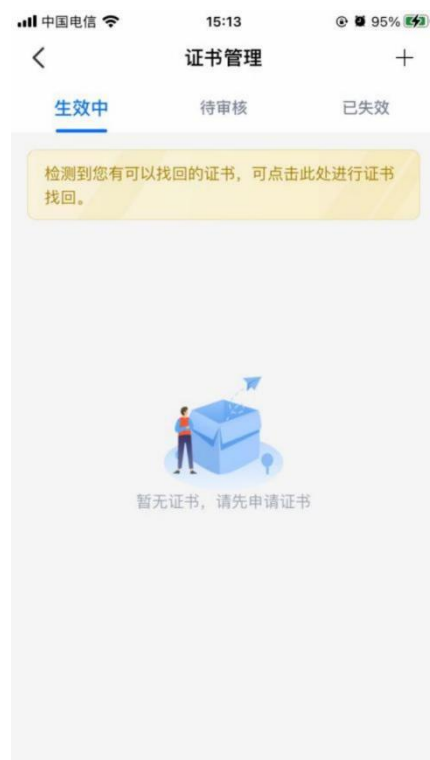 中国电信 15:13 95%
证书管理
生效中 待审核 已失效
检测到您有可以找回的证书，可点击此处进行证书
找回。
暂无证书，请先申请证书